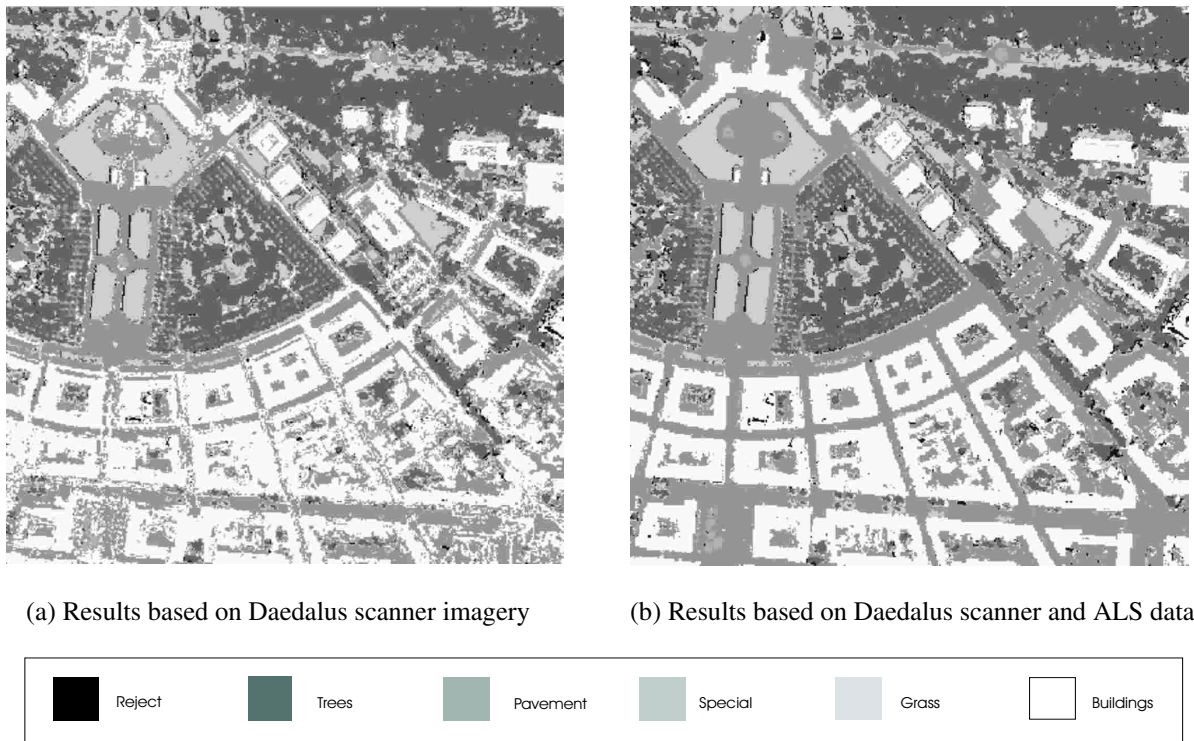 (a) Results based on Daedalus scanner imagery
(b) Results based on Daedalus scanner and ALS data
Reject
Trees
Pavement
Special
Grass
Buildings